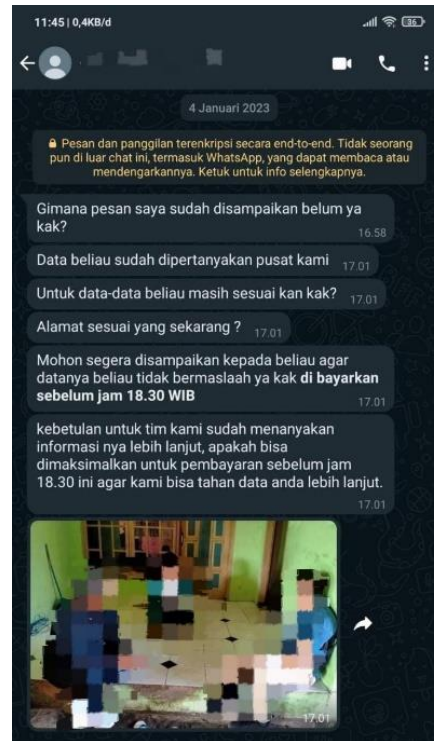 11:45 | 0,4KB/d
36
4 Januari 2023
Pesan dan panggilan terenkripsi secara end-to-end. Tidak seorang
pun di luar chat ini, termasuk WhatsApp, yang dapat membaca atau
mendengarkannya. Ketuk untuk info selengkapnya.
Gimana pesan saya sudah disampaikan belum ya
kak?
16.58
Data beliau sudah dipertanyakan pusat kami 17.01
Untuk data-data beliau masih sesuai kan kak? 17.01
Alamat sesuai yang sekarang ? 17.01
Mohon segera disampaikan kepada beliau agar
datanya beliau tidak bermaslaah ya kak di bayarkan
sebelum jam 18.30 WIB
17.01
kebetulan untuk tim kami sudah menanyakan
informasi nya lebih lanjut, apakah bisa
dimaksimalkan untuk pembayaran sebelum jam
18.30 ini agar kami bisa tahan data anda lebih lanjut.
17.01
17.01